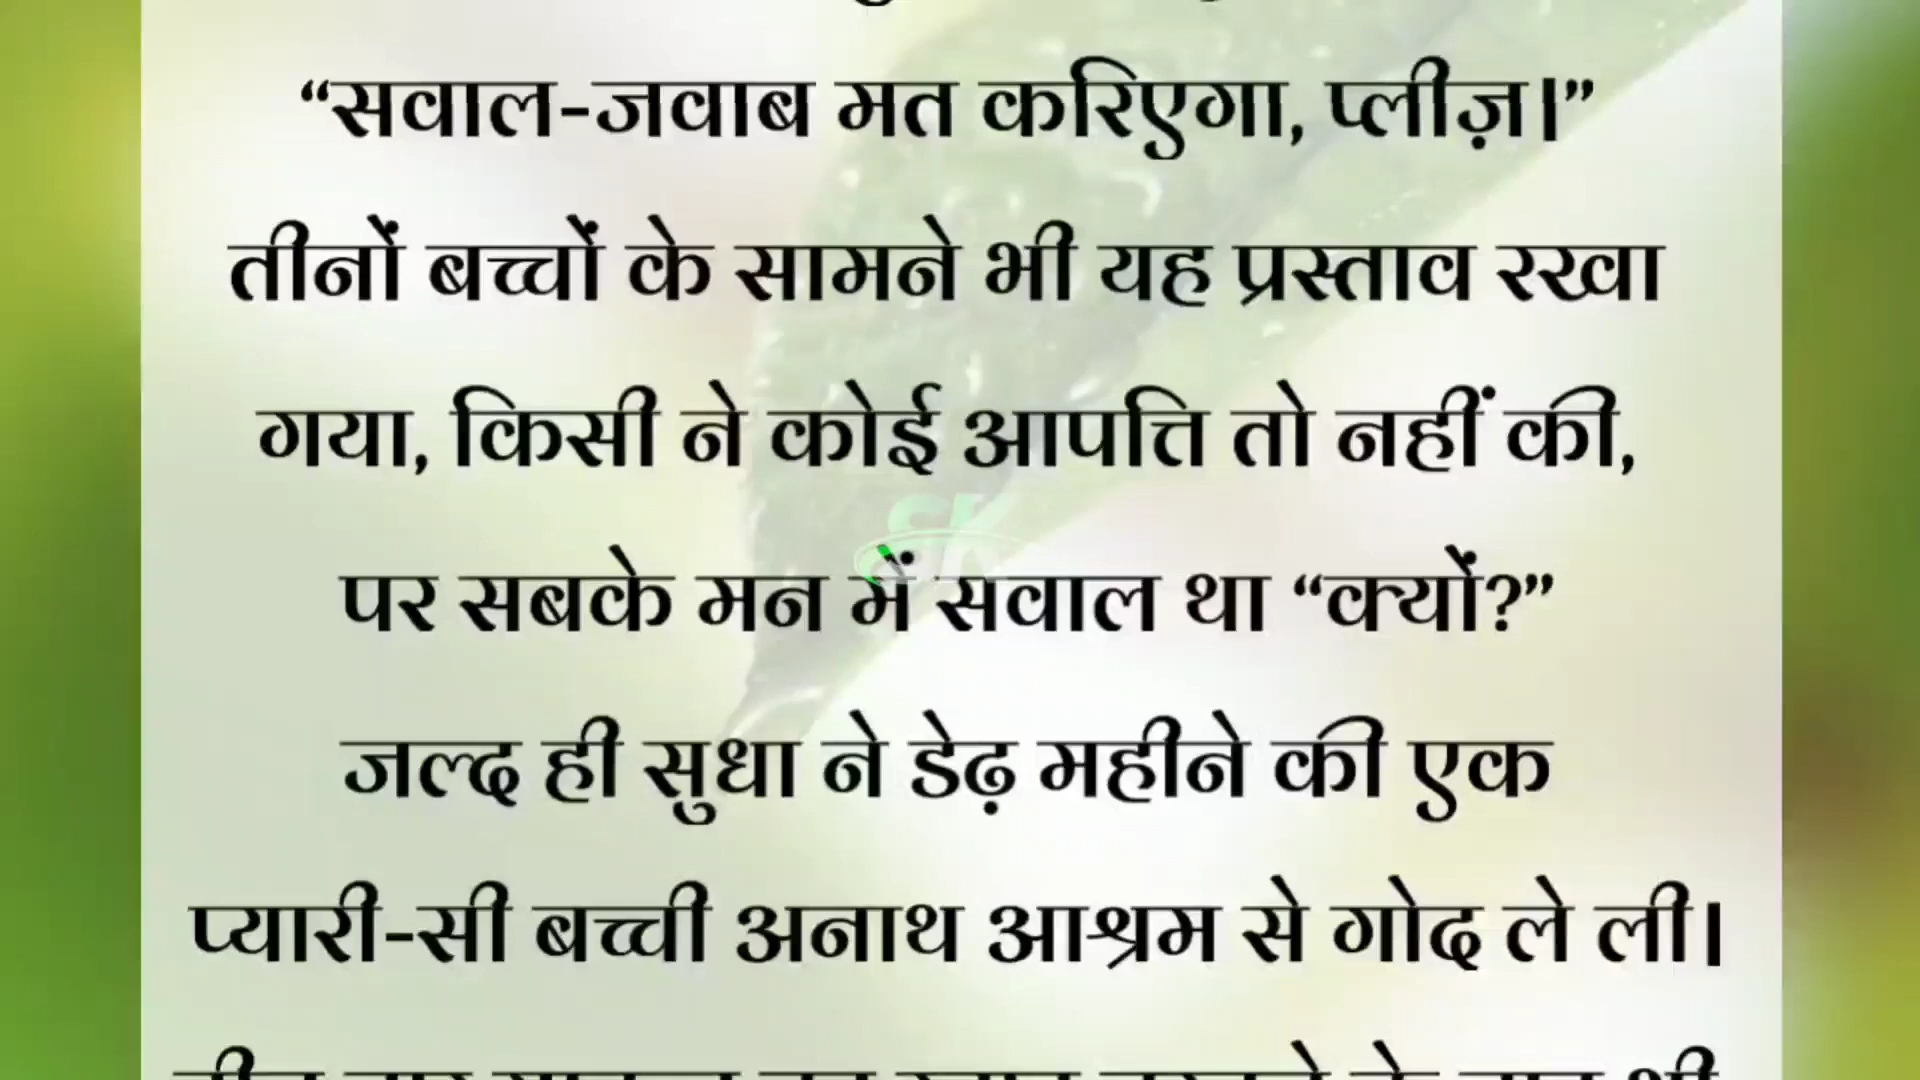 “सवाल-जवाब मत करिएगा, प्लीज़।”
तीनों बच्चों के सामने भी यह प्रस्ताव रखा
गया, किसी ने कोई आपत्ति तो नहीं की,
SK
पर सबके मन में सवाल था “क्यों?”
जल्द ही सुधा ने डेढ़ महीने की एक
प्यारी-सी बच्ची अनाथ आश्रम से गोद ले ली।